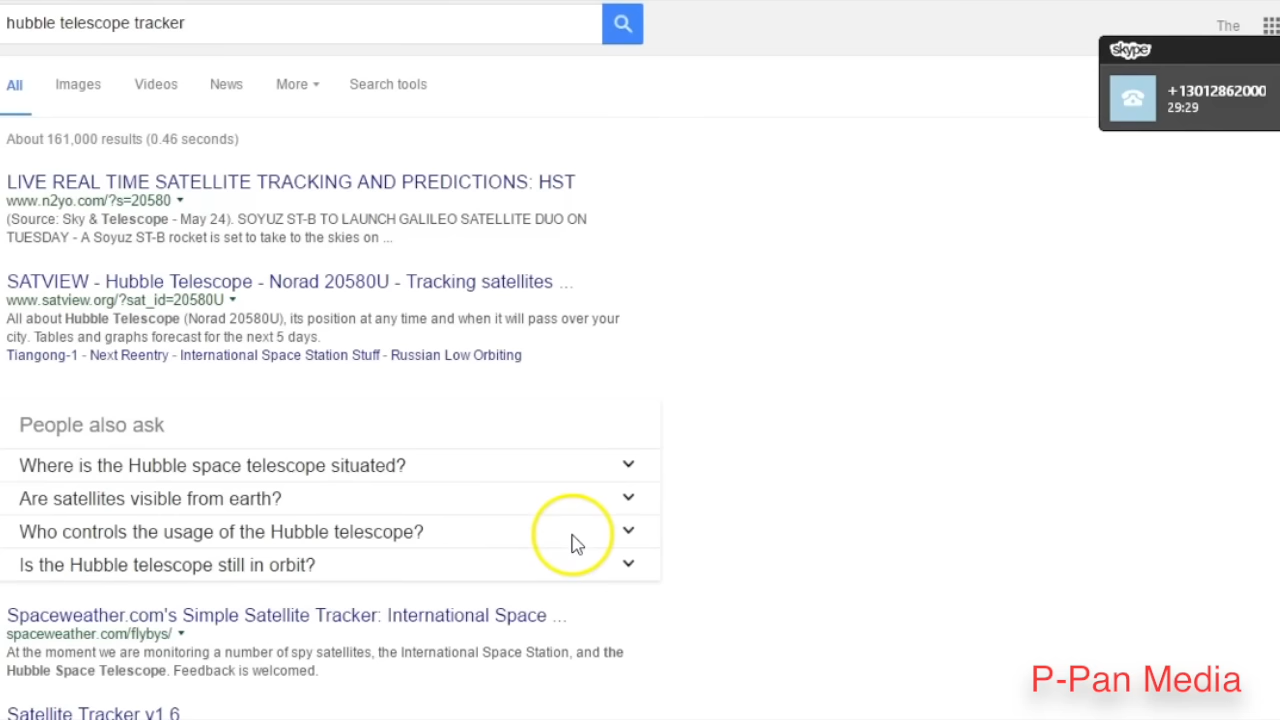 hubble telescope tracker
The
skype
+13012862000
29:29
All Images Videos News More Search tools
About 161,000 results (0.46 seconds)
LIVE REAL TIME SATELLITE TRACKING AND PREDICTIONS: HST
www.n2yo.com/?s=20580
(Source: Sky & Telescope - May 24). SOYUZ ST-B TO LAUNCH GALILEO SATELLITE DUO ON
TUESDAY - A Soyuz ST-B rocket is set to take to the skies on ...
SATVIEW - Hubble Telescope - Norad 20580U - Tracking satellites ...
www.satview.org/?sat_id=20580U
All about Hubble Telescope (Norad 20580U), its position at any time and when it will pass over your
city. Tables and graphs forecast for the next 5 days.
Tiangong-1 - Next Reentry - International Space Station Stuff - Russian Low Orbiting
People also ask
Where is the Hubble space telescope situated?
Are satellites visible from earth?
Who controls the usage of the Hubble telescope?
Is the Hubble telescope still in orbit?
Spaceweather.com's Simple Satellite Tracker: International Space ...
spaceweather.com/flybys/
At the moment we are monitoring a number of spy satellites, the International Space Station, and the
Hubble Space Telescope. Feedback is welcomed.
Satellite Tracker v1.6
P-Pan Media